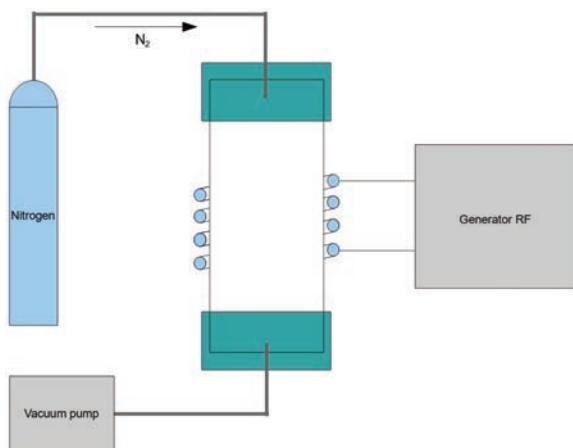 N₂
Nitrogen
Generator RF
Vacuum pump